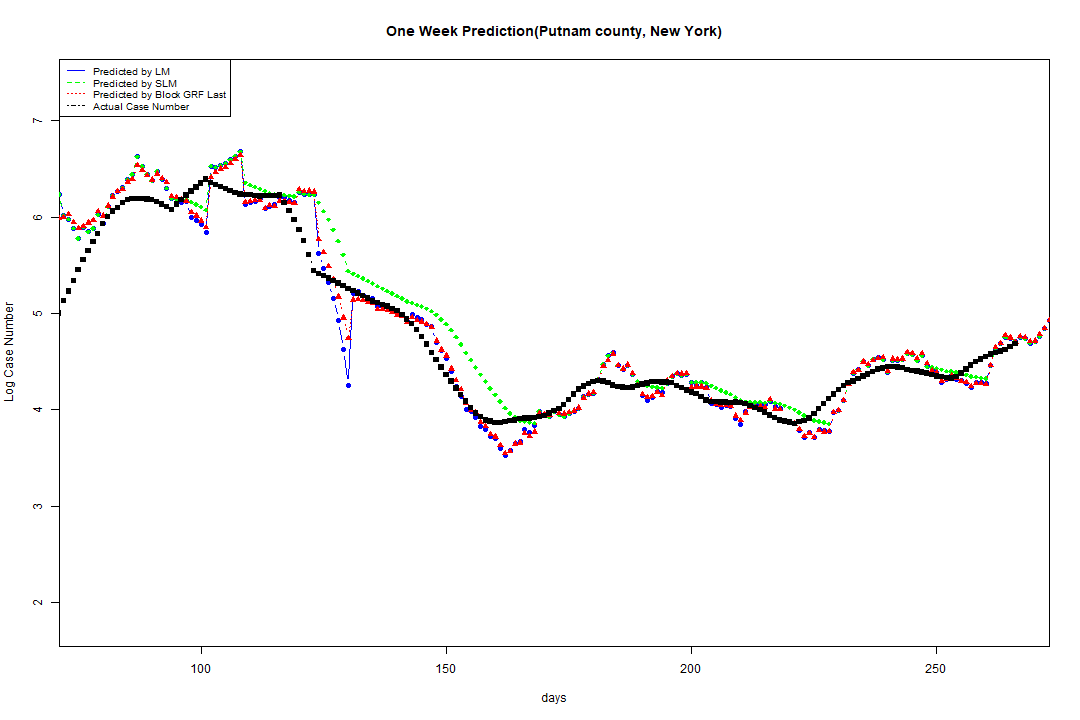 One Week Prediction(Putnam county, New York)
Predicted by LM
Predicted by SLM
Predicted by Block GRF Last
Actual Case Number
7
6
5
4
3
2
Log Case Number
100 150 200 250
days